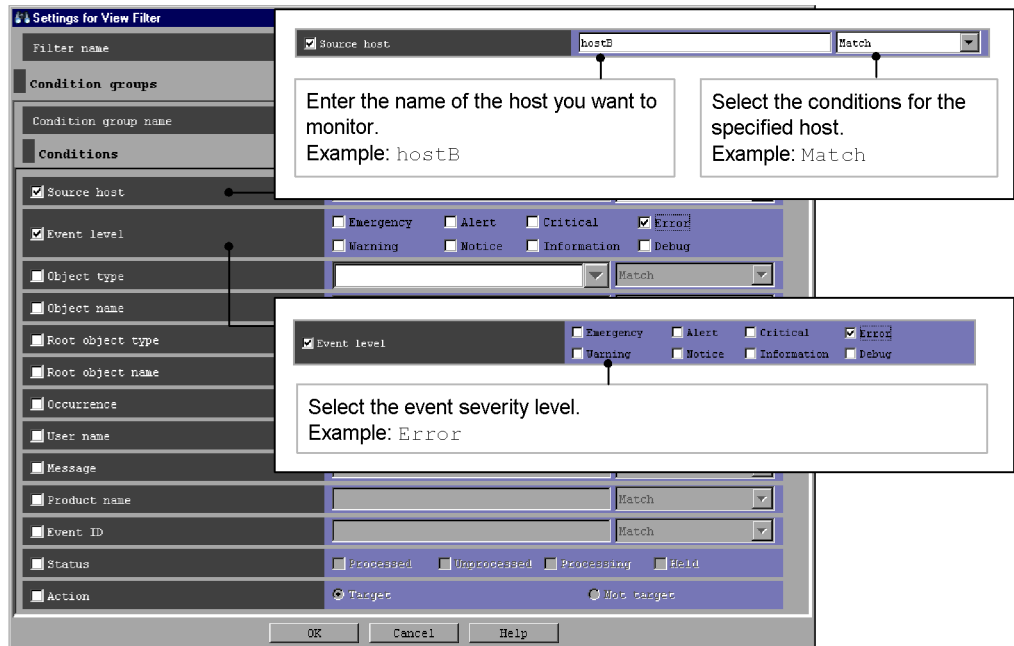 Settings for View Filter
Filter name
Condition groups
Condition group name
Conditions
Source host
hostB
Match
Enter the name of the host you want to
monitor.
Example: hostB
Select the conditions for the
specified host.
Example: Match
Source host
Event level
Emergency Alert Critical Error
Warning Notice Information Debug
Object type
Match
Object name
Root object type
Root object name
Occurrence
User name
Message
Event level
Emergency Alert Critical Error
Warning Notice Information Debug
Select the event severity level.
Example: Error
Product name
Match
Event ID
Match
Status
Processed Unprocessed Processing Held
Action
Target Not target
OK Cancel Help